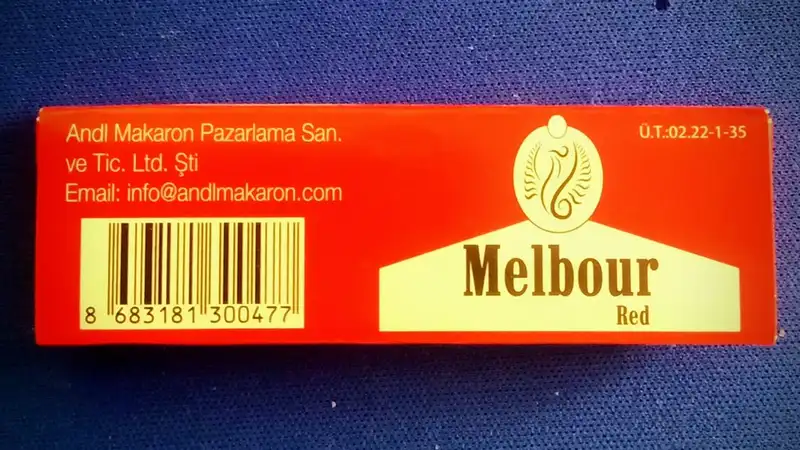 Andl Makaron Pazarlama San.
ve Tic. Ltd. Şti
Email: info@andlmakaron.com
8 683181 300477
Ü.T.:02.22-1-35
Melbour
Red